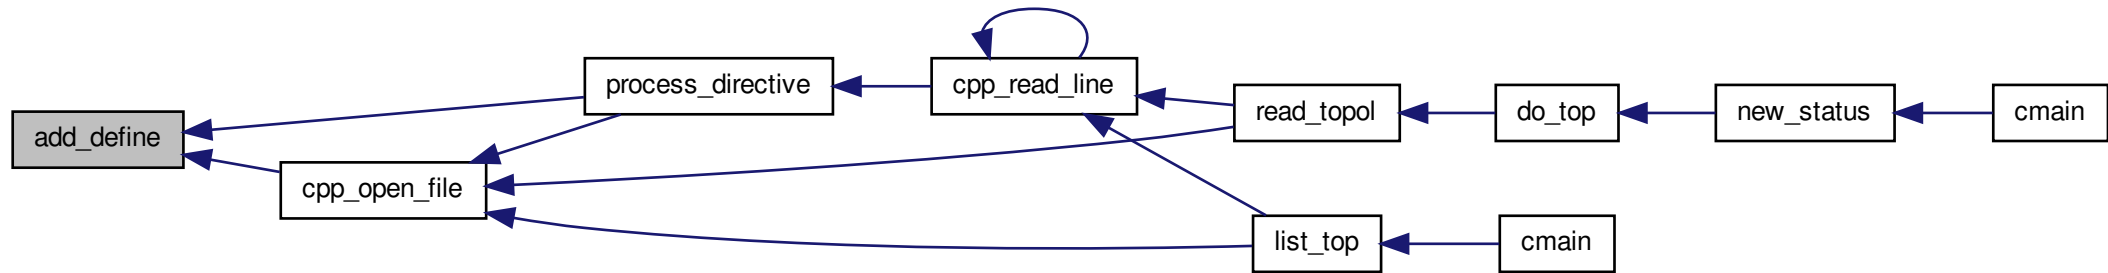 add_define
process_directive
cpp_open_file
cpp_read_line
read_topol
list_top
do_top
cmain
new_status
cmain